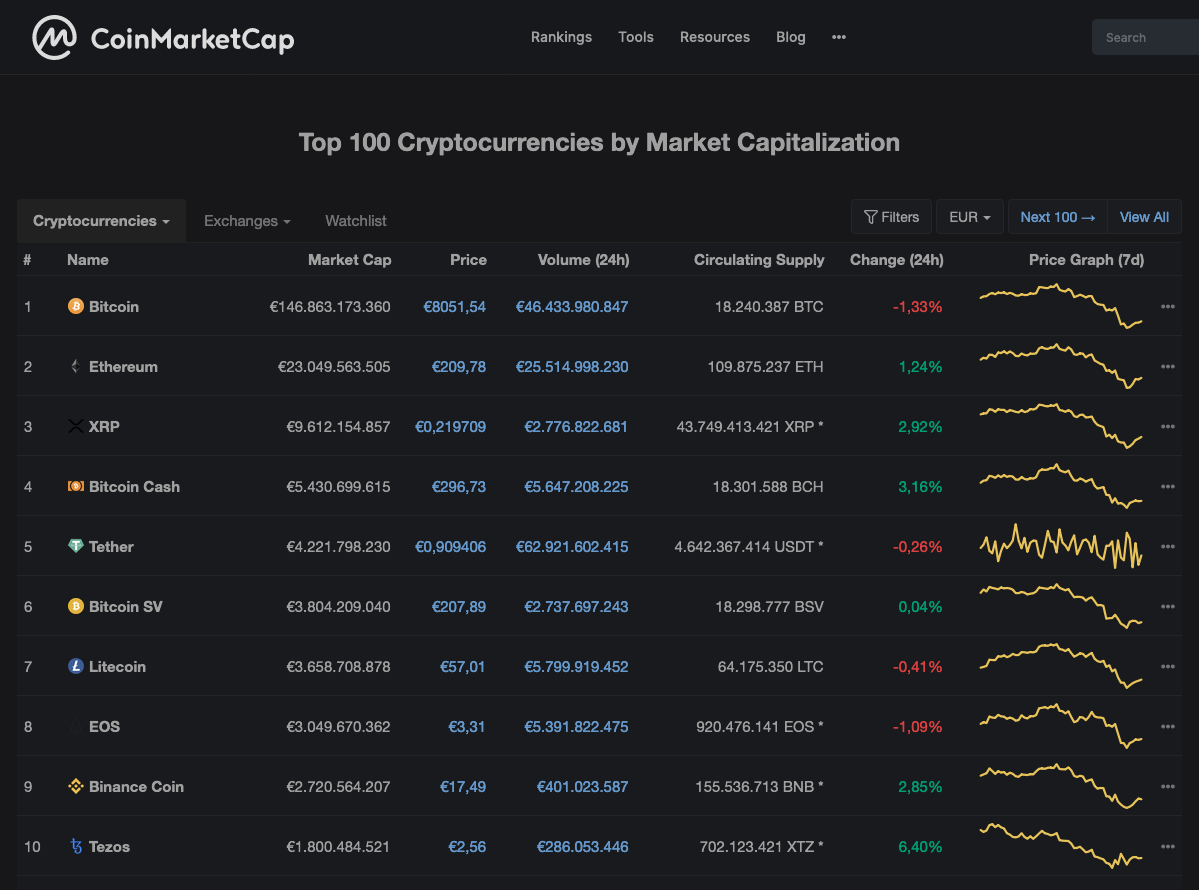 CoinMarketCap Rankings Tools Resources Blog ••• Search
Top 100 Cryptocurrencies by Market Capitalization
Cryptocurrencies Exchanges Watchlist Filters EUR Next 100 → View All
# Name Market Cap Price Volume (24h) Circulating Supply Change (24h) Price Graph (7d)
1 Bitcoin €146.863.173.360 €8051,54 €46.433.980.847 18.240.387 BTC -1,33%
2 Ethereum €23.049.563.505 €209,78 €25.514.998.230 109.875.237 ETH 1,24%
3 XRP €9.612.154.857 €0,219709 €2.776.822.681 43.749.413.421 XRP * 2,92%
4 Bitcoin Cash €5.430.699.615 €296,73 €5.647.208.225 18.301.588 BCH 3,16%
5 Tether €4.221.798.230 €0,909406 €62.921.602.415 4.642.367.414 USDT * -0,26%
6 Bitcoin SV €3.804.209.040 €207,89 €2.737.697.243 18.298.777 BSV 0,04%
7 Litecoin €3.658.708.878 €57,01 €5.799.919.452 64.175.350 LTC -0,41%
8 EOS €3.049.670.362 €3,31 €5.391.822.475 920.476.141 EOS * -1,09%
9 Binance Coin €2.720.564.207 €17,49 €401.023.587 155.536.713 BNB * 2,85%
10 Tezos €1.800.484.521 €2,56 €286.053.446 702.123.421 XTZ * 6,40%